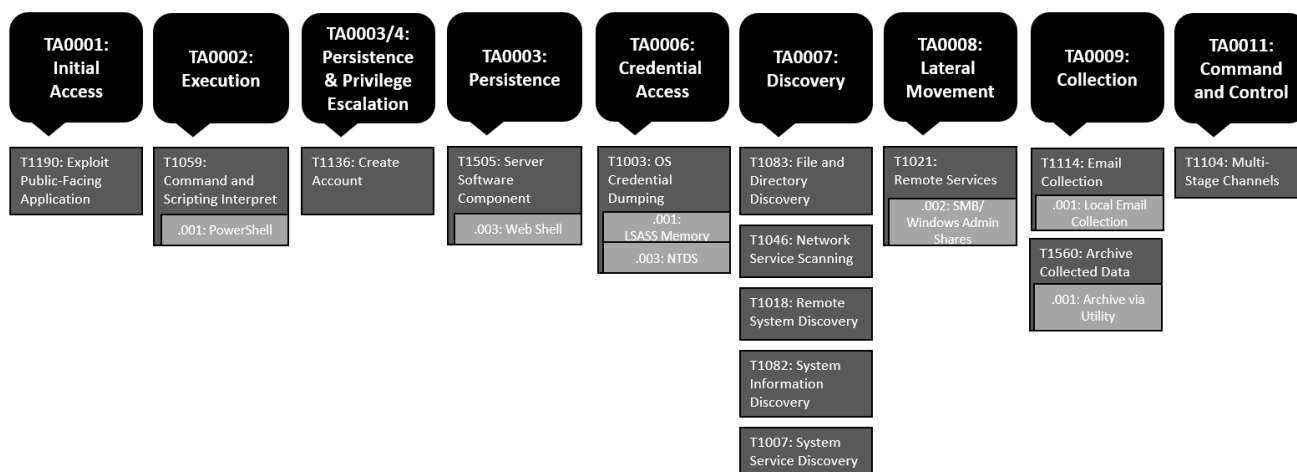 TA0001:
Initial
Access
TA0002:
Execution
TA0003/4:
Persistence
& Privilege
Escalation
TA0003:
Persistence
TA0006:
Credential
Access
TA0007:
Discovery
TA0008:
Lateral
Movement
TA0009:
Collection
TA0011:
Command
and Control
T1190: Exploit
Public-Facing
Application
T1059:
Command and
Scripting Interpret
.001: PowerShell
T1136: Create
Account
T1505: Server
Software
Component
.003: Web Shell
T1003: OS
Credential
Dumping
.001:
LSASS Memory
.003: NTDS
T1083: File and
Directory
Discovery
T1046: Network
Service Scanning
T1018: Remote
System Discovery
T1082: System
Information
Discovery
T1007: System
Service Discovery
T1021:
Remote Services
.002: SMB/
Windows Admin
Shares
T1114: Email
Collection
.001: Local Email
Collection
T1560: Archive
Collected Data
.001: Archive via
Utility
T1104: Multi-
Stage Channels